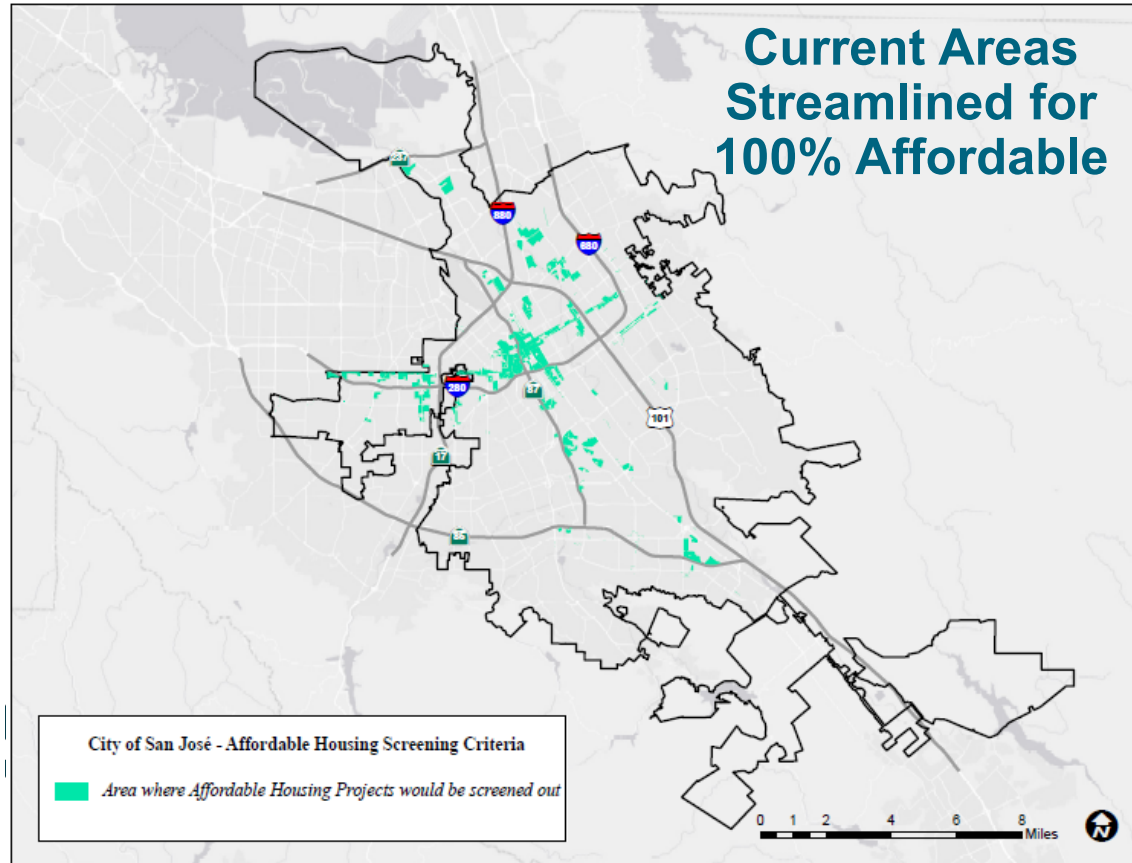 Current Areas
Streamlined for
100% Affordable
237
880
680
280
87
101
17
85
City of San José - Affordable Housing Screening Criteria
Area where Affordable Housing Projects would be screened out
0 1 2 4 6 8
Miles
N